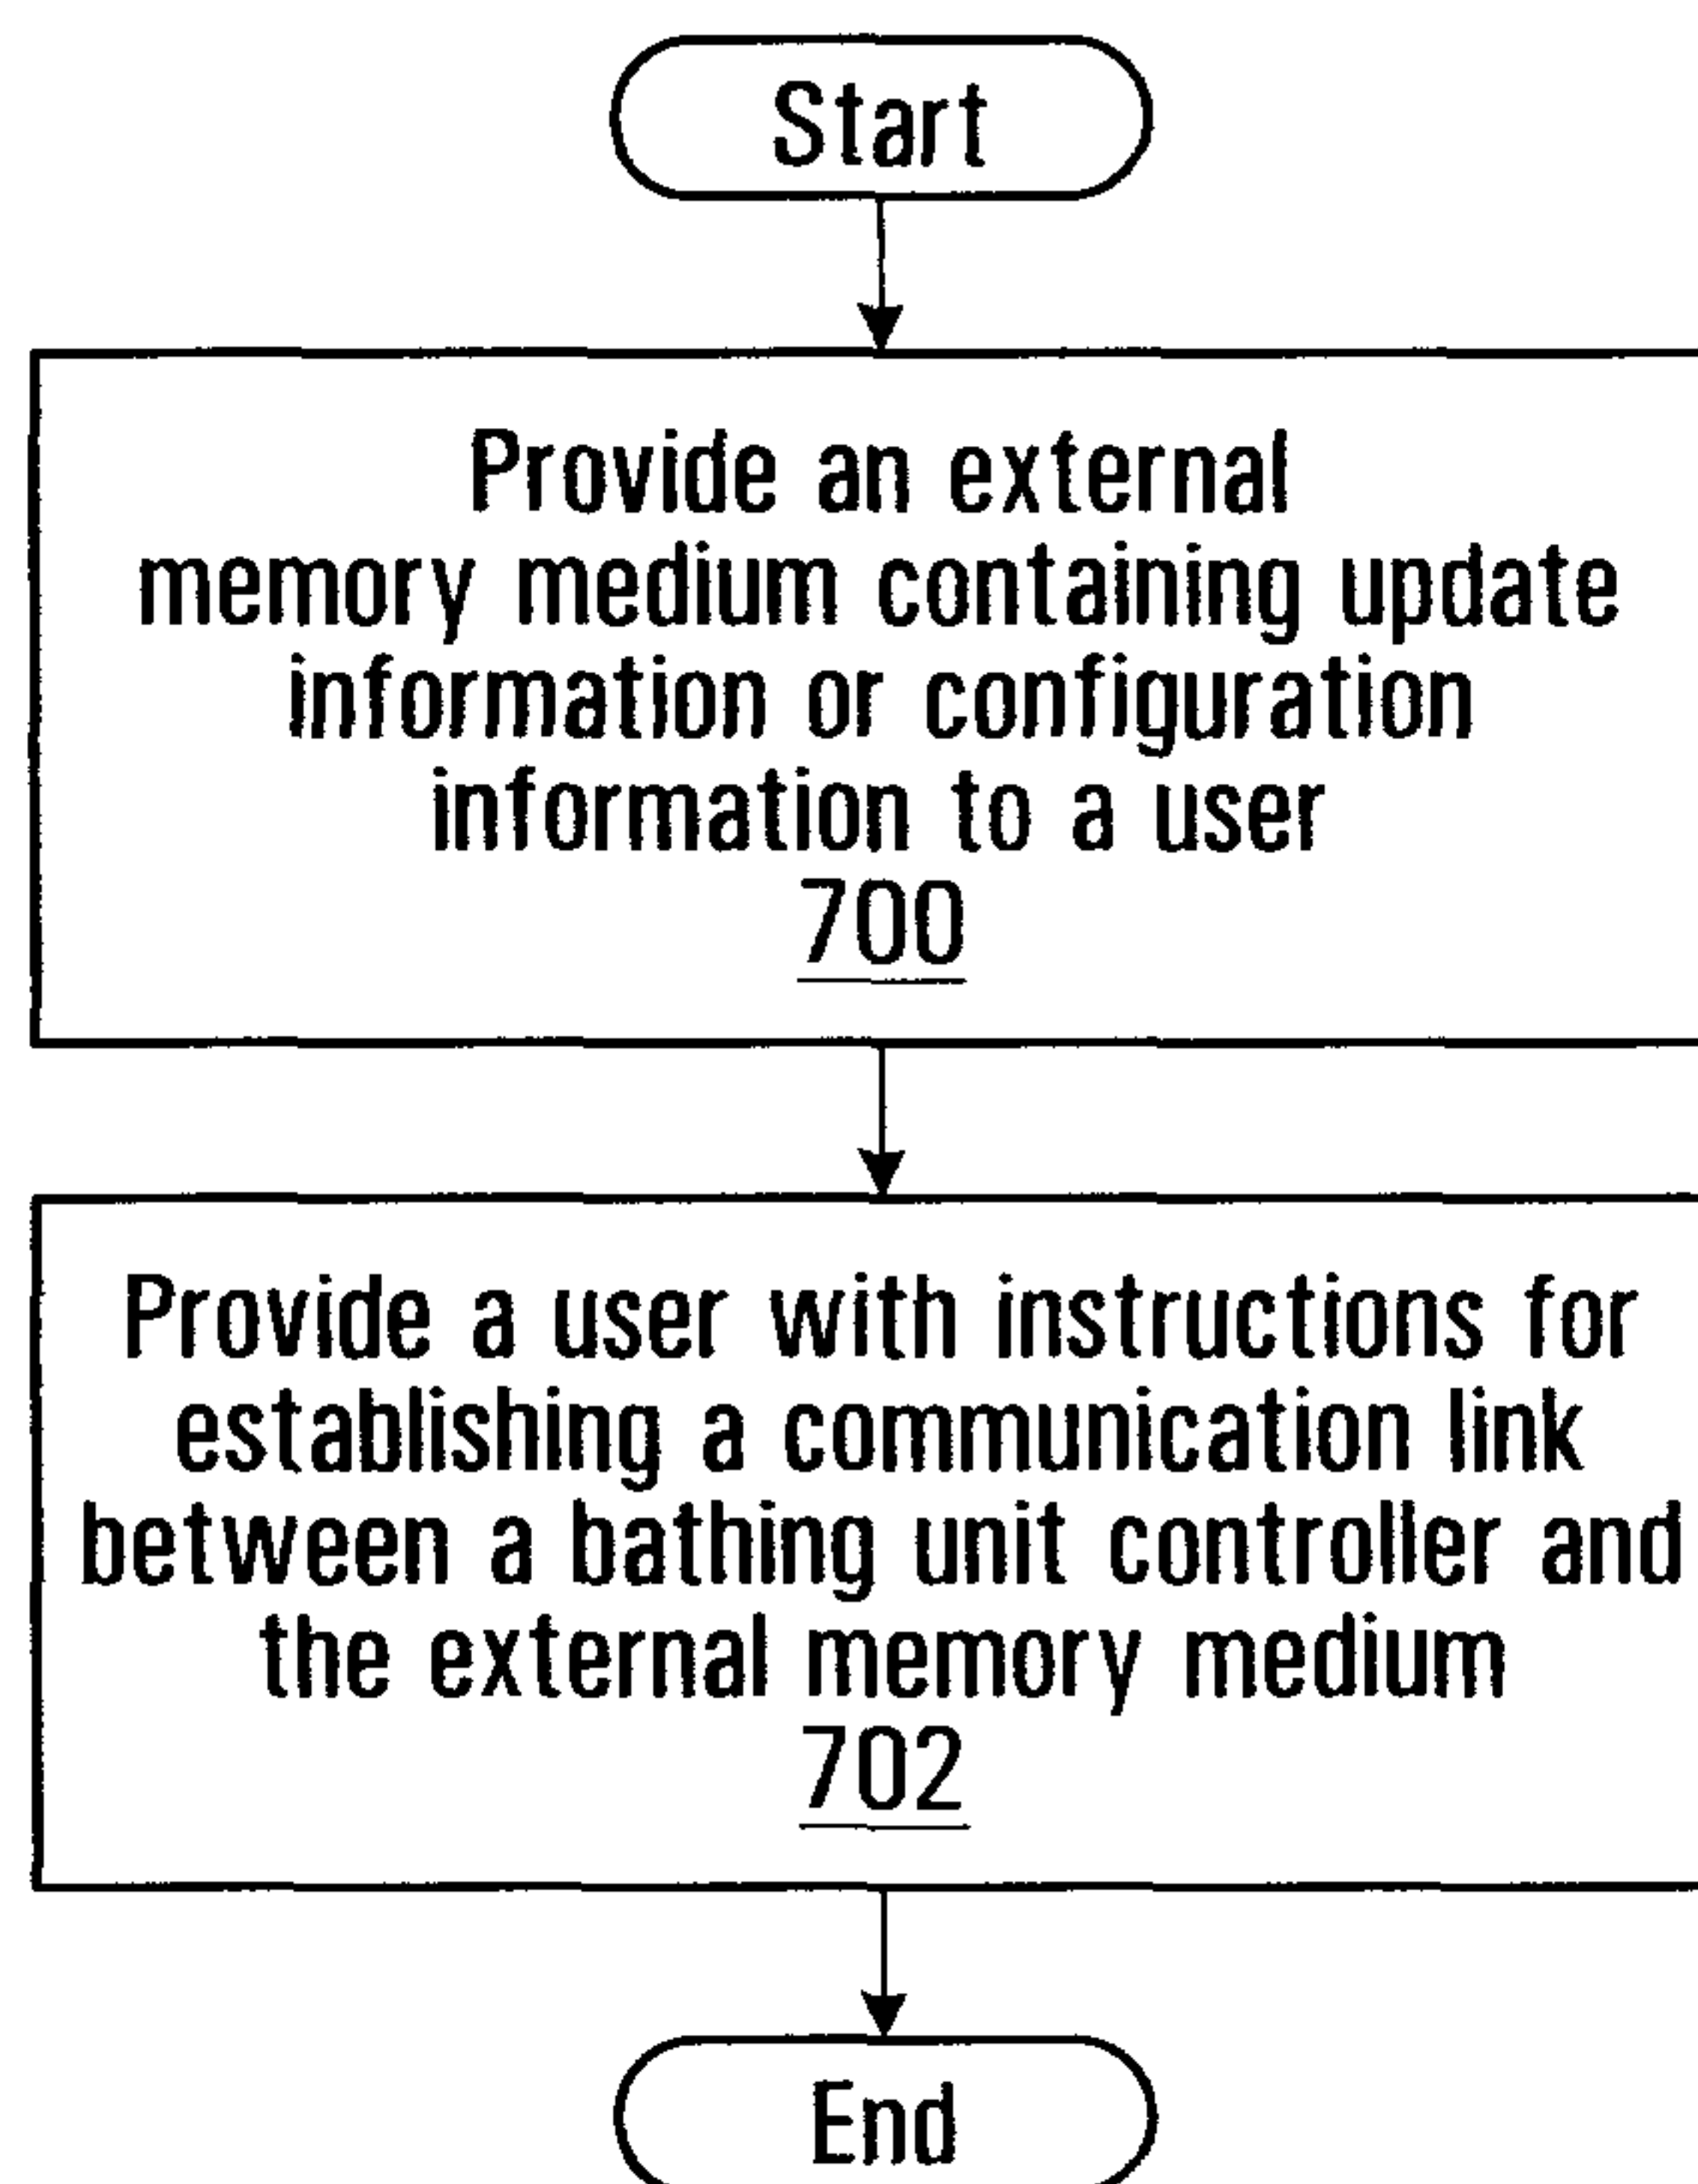 Start
Provide an external
memory medium containing update
information or configuration
information to a user
700
Provide a user with instructions for
establishing a communication link
between a bathing unit controller and
the external memory medium
702
End